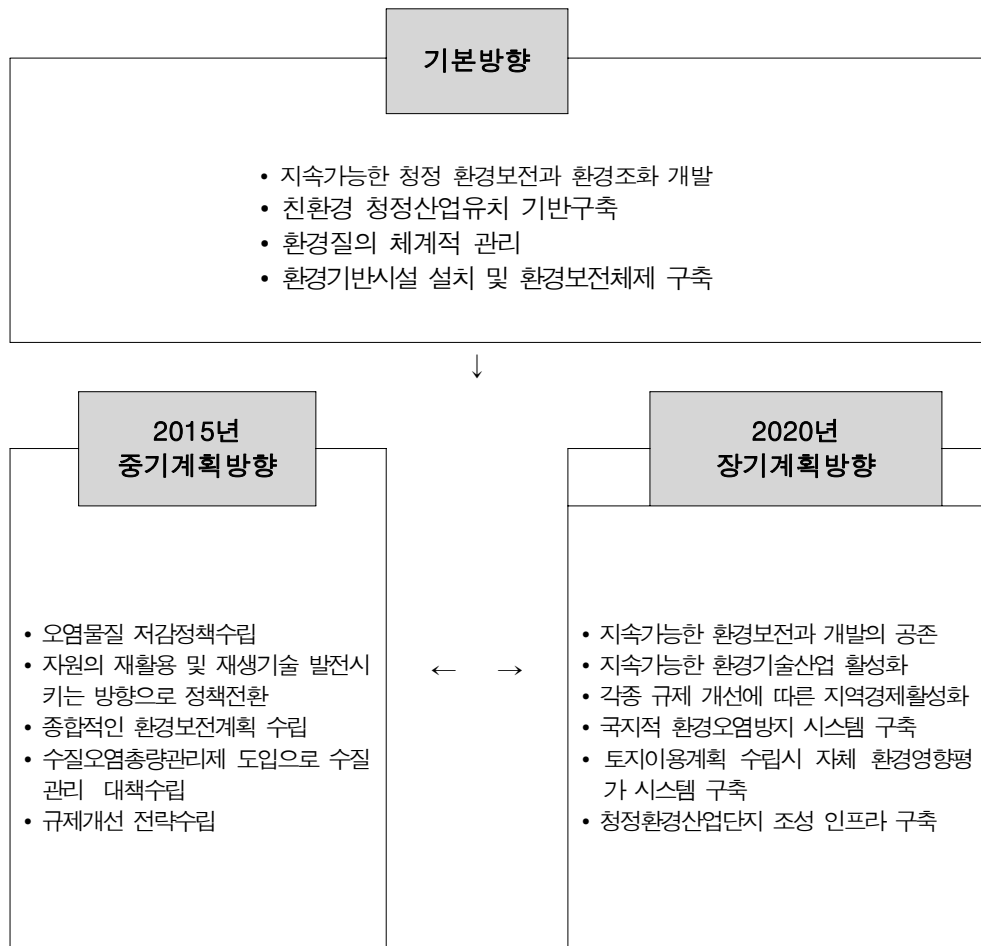 기본방향
• 지속가능한 청정 환경보전과 환경조화 개발
• 친환경 청정산업유치 기반구축
• 환경질의 체계적 관리
• 환경기반시설 설치 및 환경보전체제 구축
↓
2015년
중기계획방향
• 오염물질 저감정책수립
• 자원의 재활용 및 재생기술 발전시
키는 방향으로 정책전환
• 종합적인 환경보전계획 수립
• 수질오염총량관리제 도입으로 수질
관리 대책수립
• 규제개선 전략수립
← →
2020년
장기계획방향
• 지속가능한 환경보전과 개발의 공존
• 지속가능한 환경기술산업 활성화
• 각종 규제 개선에 따른 지역경제활성화
• 국지적 환경오염방지 시스템 구축
• 토지이용계획 수립시 자체 환경영향평
가 시스템 구축
• 청정환경산업단지 조성 인프라 구축